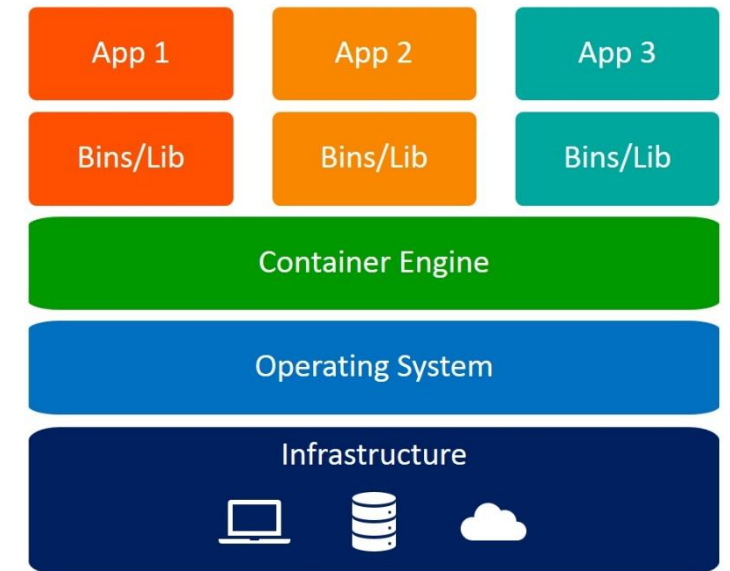 App 1
App 2
App 3
Bins/Lib
Bins/Lib
Bins/Lib
Container Engine
Operating System
Infrastructure